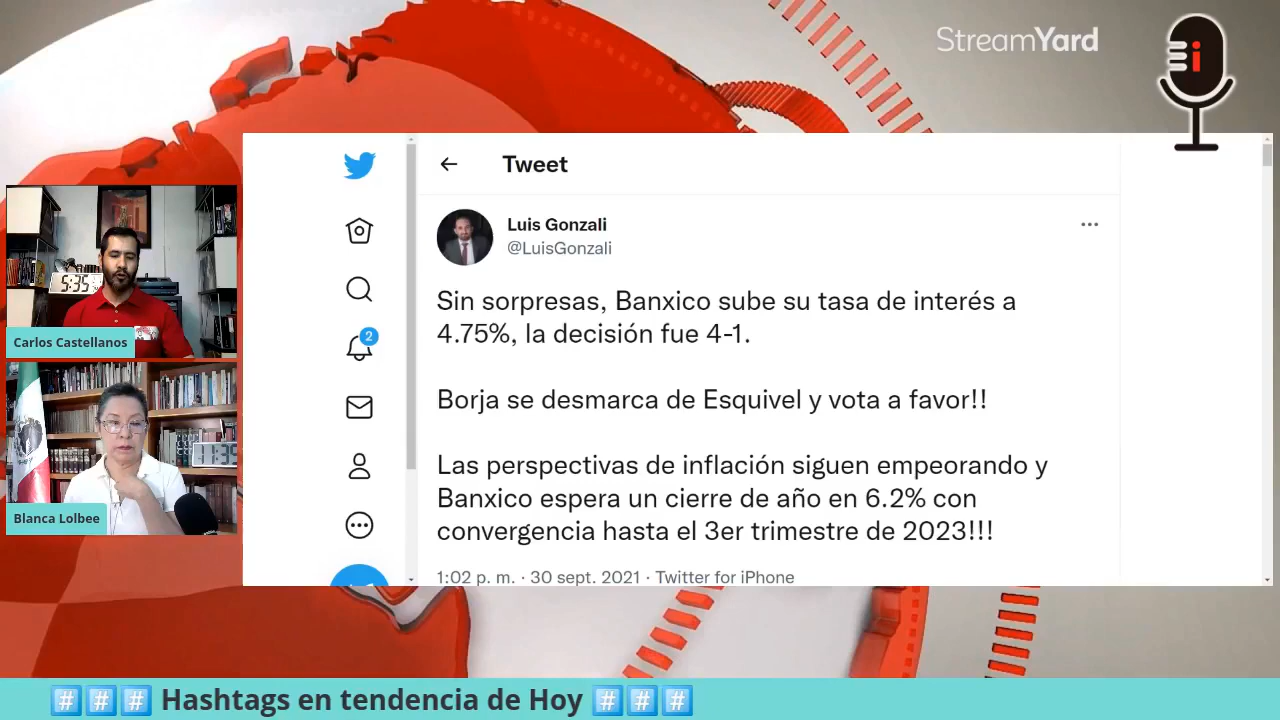 StreamYard
i
Tweet
Luis Gonzali
@LuisGonzali
Sin sorpresas, Banxico sube su tasa de interés a
4.75%, la decisión fue 4-1.
Borja se desmarca de Esquivel y vota a favor!!
Las perspectivas de inflación siguen empeorando y
Banxico espera un cierre de año en 6.2% con
convergencia hasta el 3er trimestre de 2023!!!
1:02 p. m. · 30 sept. 2021 · Twitter for iPhone
2
5:35
Carlos Castellanos
Blanca Lolbee
#️⃣#️⃣#️⃣ Hashtags en tendencia de Hoy #️⃣#️⃣#️⃣